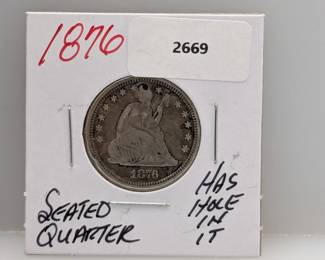 1876
2669
1876
SEATED
QUARTER
HAS
HOLE
IN
IT